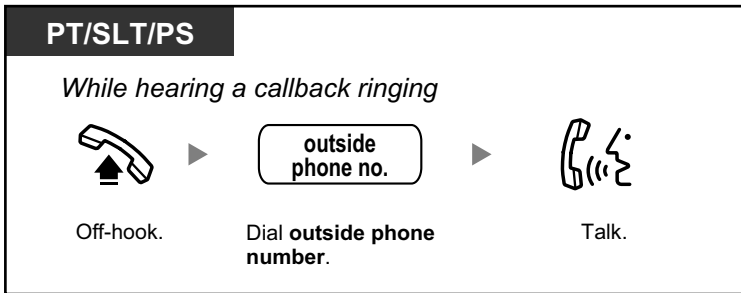 PT/SLT/PS
While hearing a callback ringing
outside
phone no.
Off-hook.
Dial outside phone
number.
Talk.